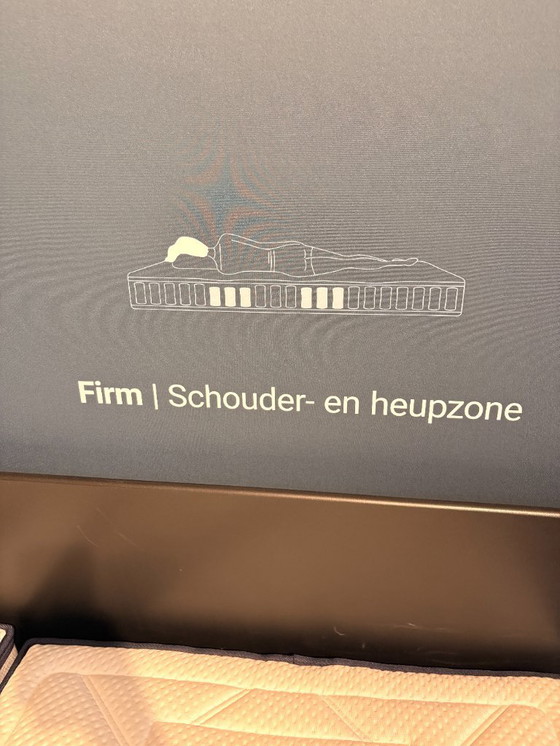 Firm | Schouder- en heupzone